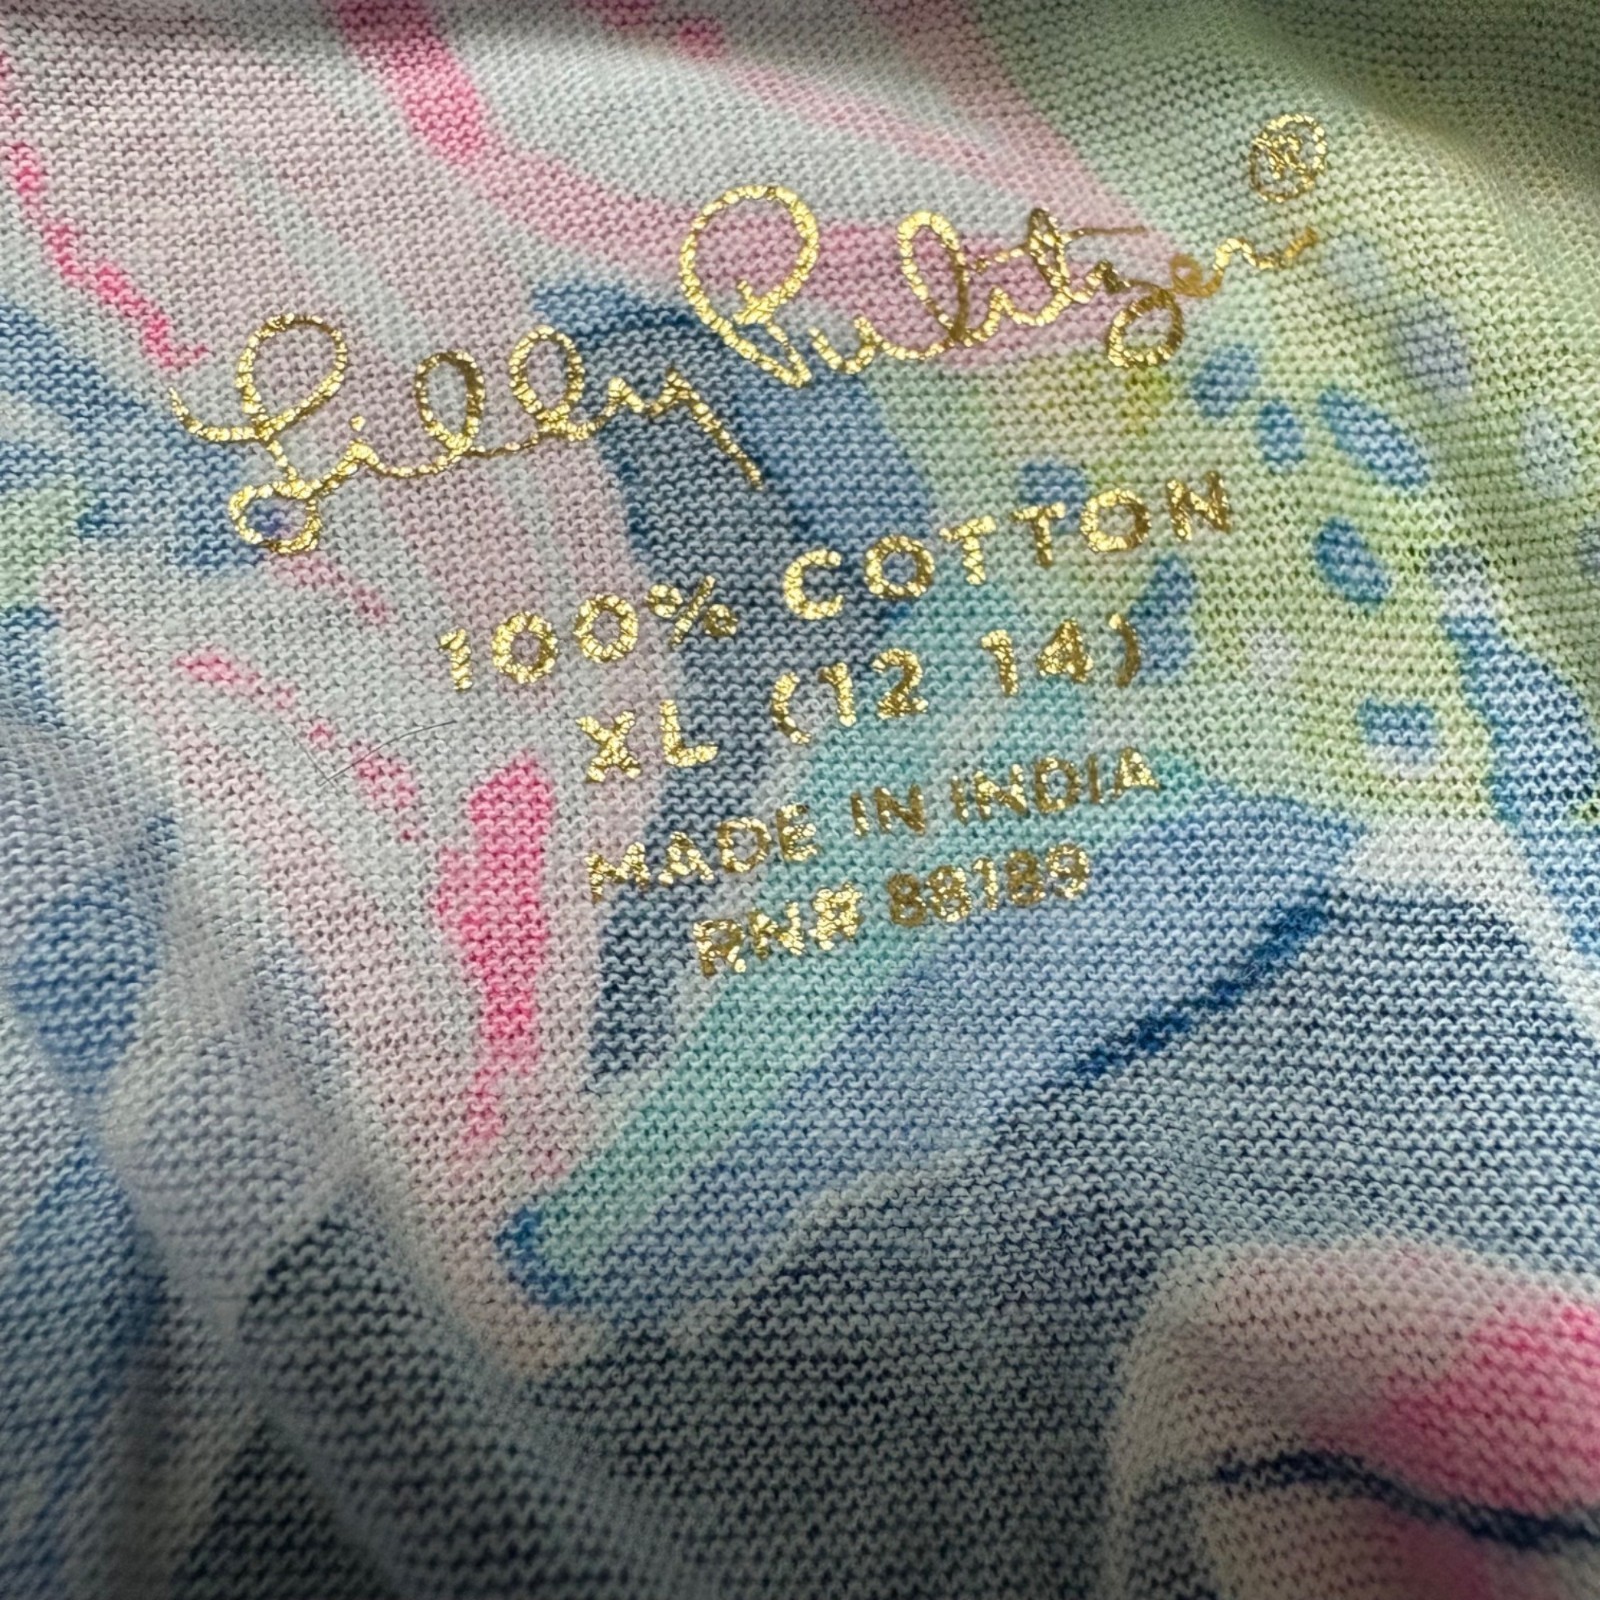 Lilly Pulitzer®
100% COTTON
XL (12 14)
MADE IN INDIA
RN# 88189